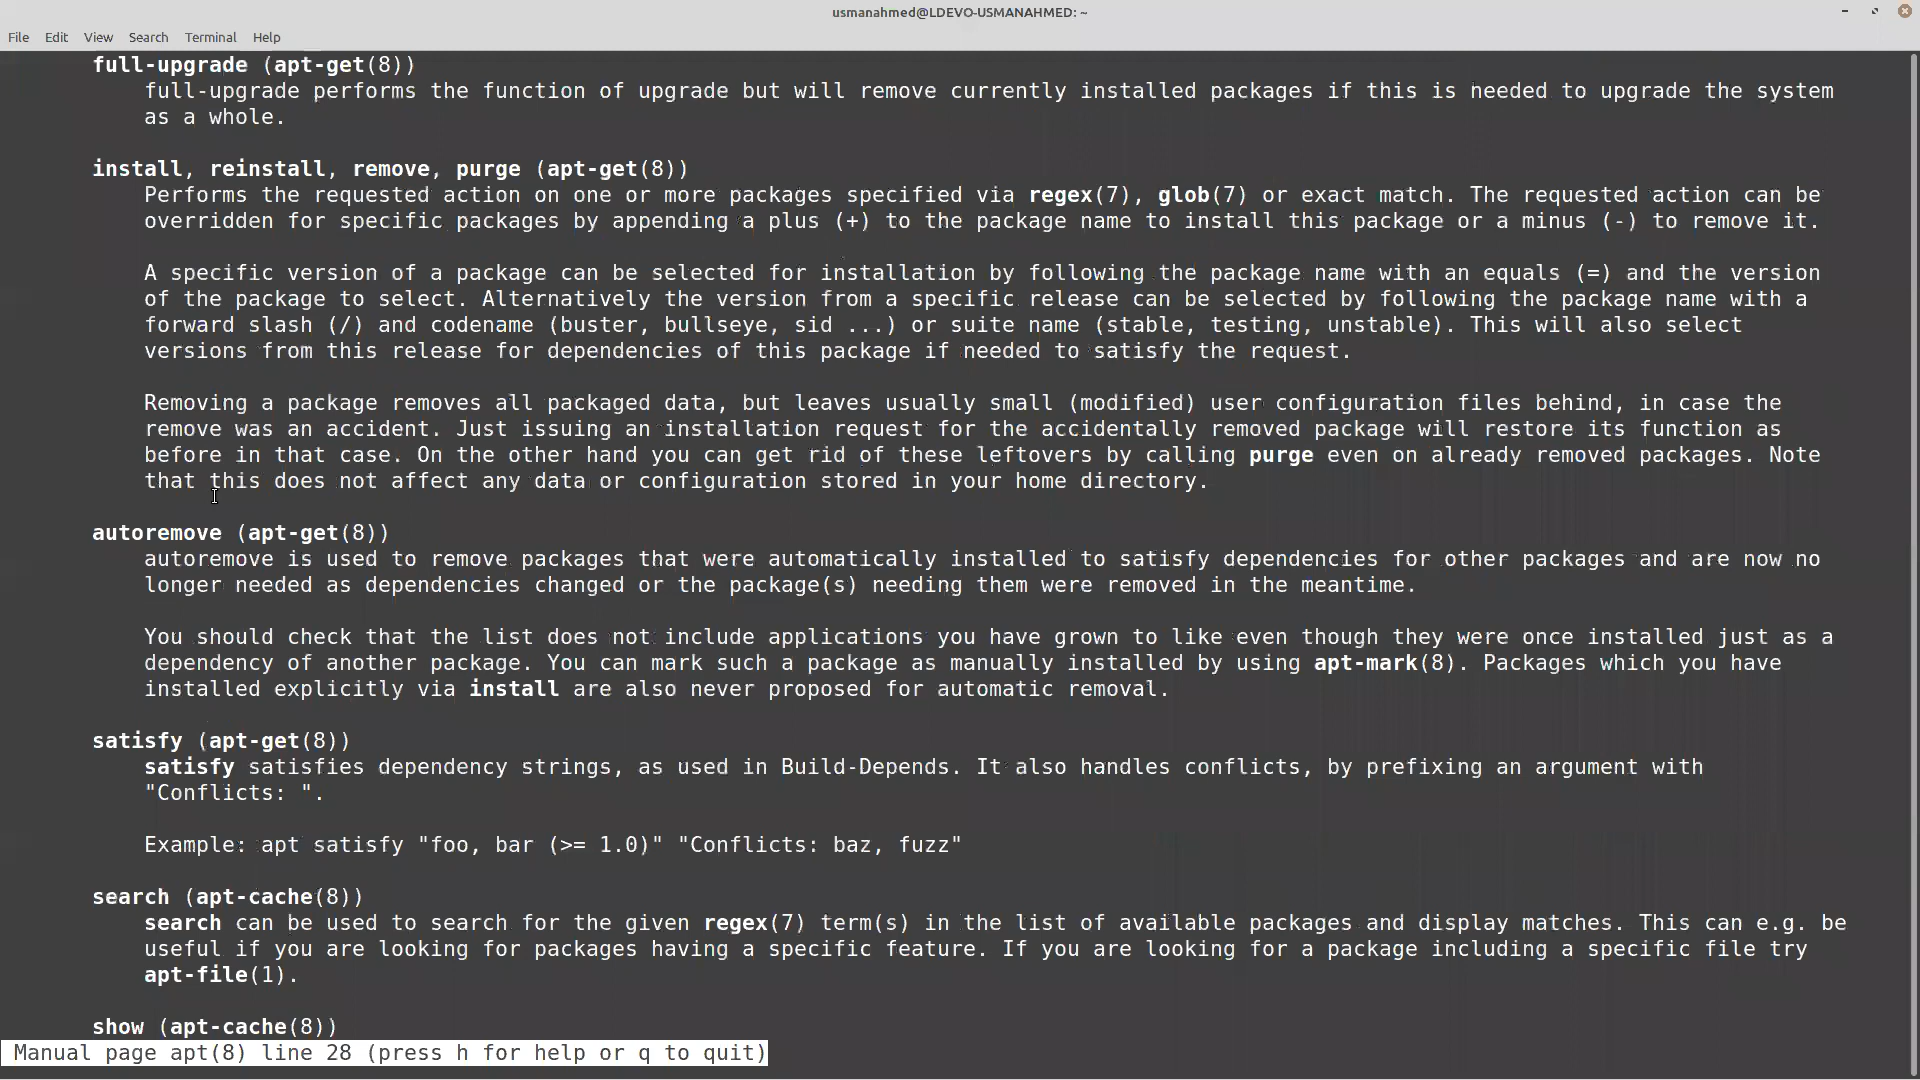 usmanahmed@LDEVO-USMANAHMED: ~
File Edit View Search Terminal Help
full-upgrade (apt-get(8))
full-upgrade performs the function of upgrade but will remove currently installed packages if this is needed to upgrade the system
as a whole.
install, reinstall, remove, purge (apt-get(8))
Performs the requested action on one or more packages specified via regex(7), glob(7) or exact match. The requested action can be
overridden for specific packages by appending a plus (+) to the package name to install this package or a minus (-) to remove it.
A specific version of a package can be selected for installation by following the package name with an equals (=) and the version
of the package to select. Alternatively the version from a specific release can be selected by following the package name with a
forward slash (/) and codename (buster, bullseye, sid ...) or suite name (stable, testing, unstable). This will also select
versions from this release for dependencies of this package if needed to satisfy the request.
Removing a package removes all packaged data, but leaves usually small (modified) user configuration files behind, in case the
remove was an accident. Just issuing an installation request for the accidentally removed package will restore its function as
before in that case. On the other hand you can get rid of these leftovers by calling purge even on already removed packages. Note
that this does not affect any data or configuration stored in your home directory.
autoremove (apt-get(8))
autoremove is used to remove packages that were automatically installed to satisfy dependencies for other packages and are now no
longer needed as dependencies changed or the package(s) needing them were removed in the meantime.
You should check that the list does not include applications you have grown to like even though they were once installed just as a
dependency of another package. You can mark such a package as manually installed by using apt-mark(8). Packages which you have
installed explicitly via install are also never proposed for automatic removal.
satisfy (apt-get(8))
satisfy satisfies dependency strings, as used in Build-Depends. It also handles conflicts, by prefixing an argument with
"Conflicts: ".
Example: apt satisfy "foo, bar (>= 1.0)" "Conflicts: baz, fuzz"
search (apt-cache(8))
search can be used to search for the given regex(7) term(s) in the list of available packages and display matches. This can e.g. be
useful if you are looking for packages having a specific feature. If you are looking for a package including a specific file try
apt-file(1).
show (apt-cache(8))
Manual page apt(8) line 28 (press h for help or q to quit)